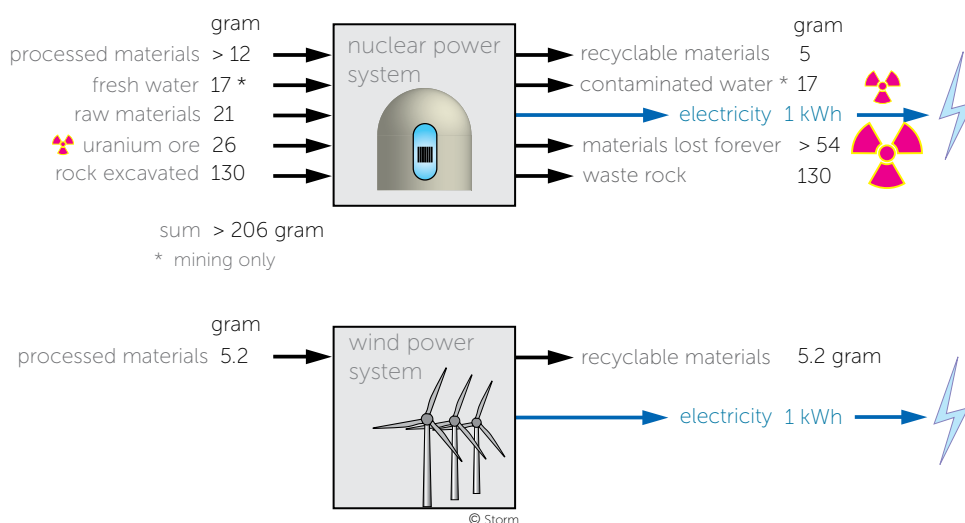 gram
processed materials > 12
fresh water 17 *
raw materials 21
uranium ore 26
rock excavated 130
sum > 206 gram
* mining only
nuclear power
system
gram
recyclable materials 5
contaminated water * 17
electricity 1 kWh
materials lost forever > 54
waste rock 130
gram
processed materials 5.2
wind power
system
recyclable materials 5.2 gram
electricity 1 kWh
© Storm